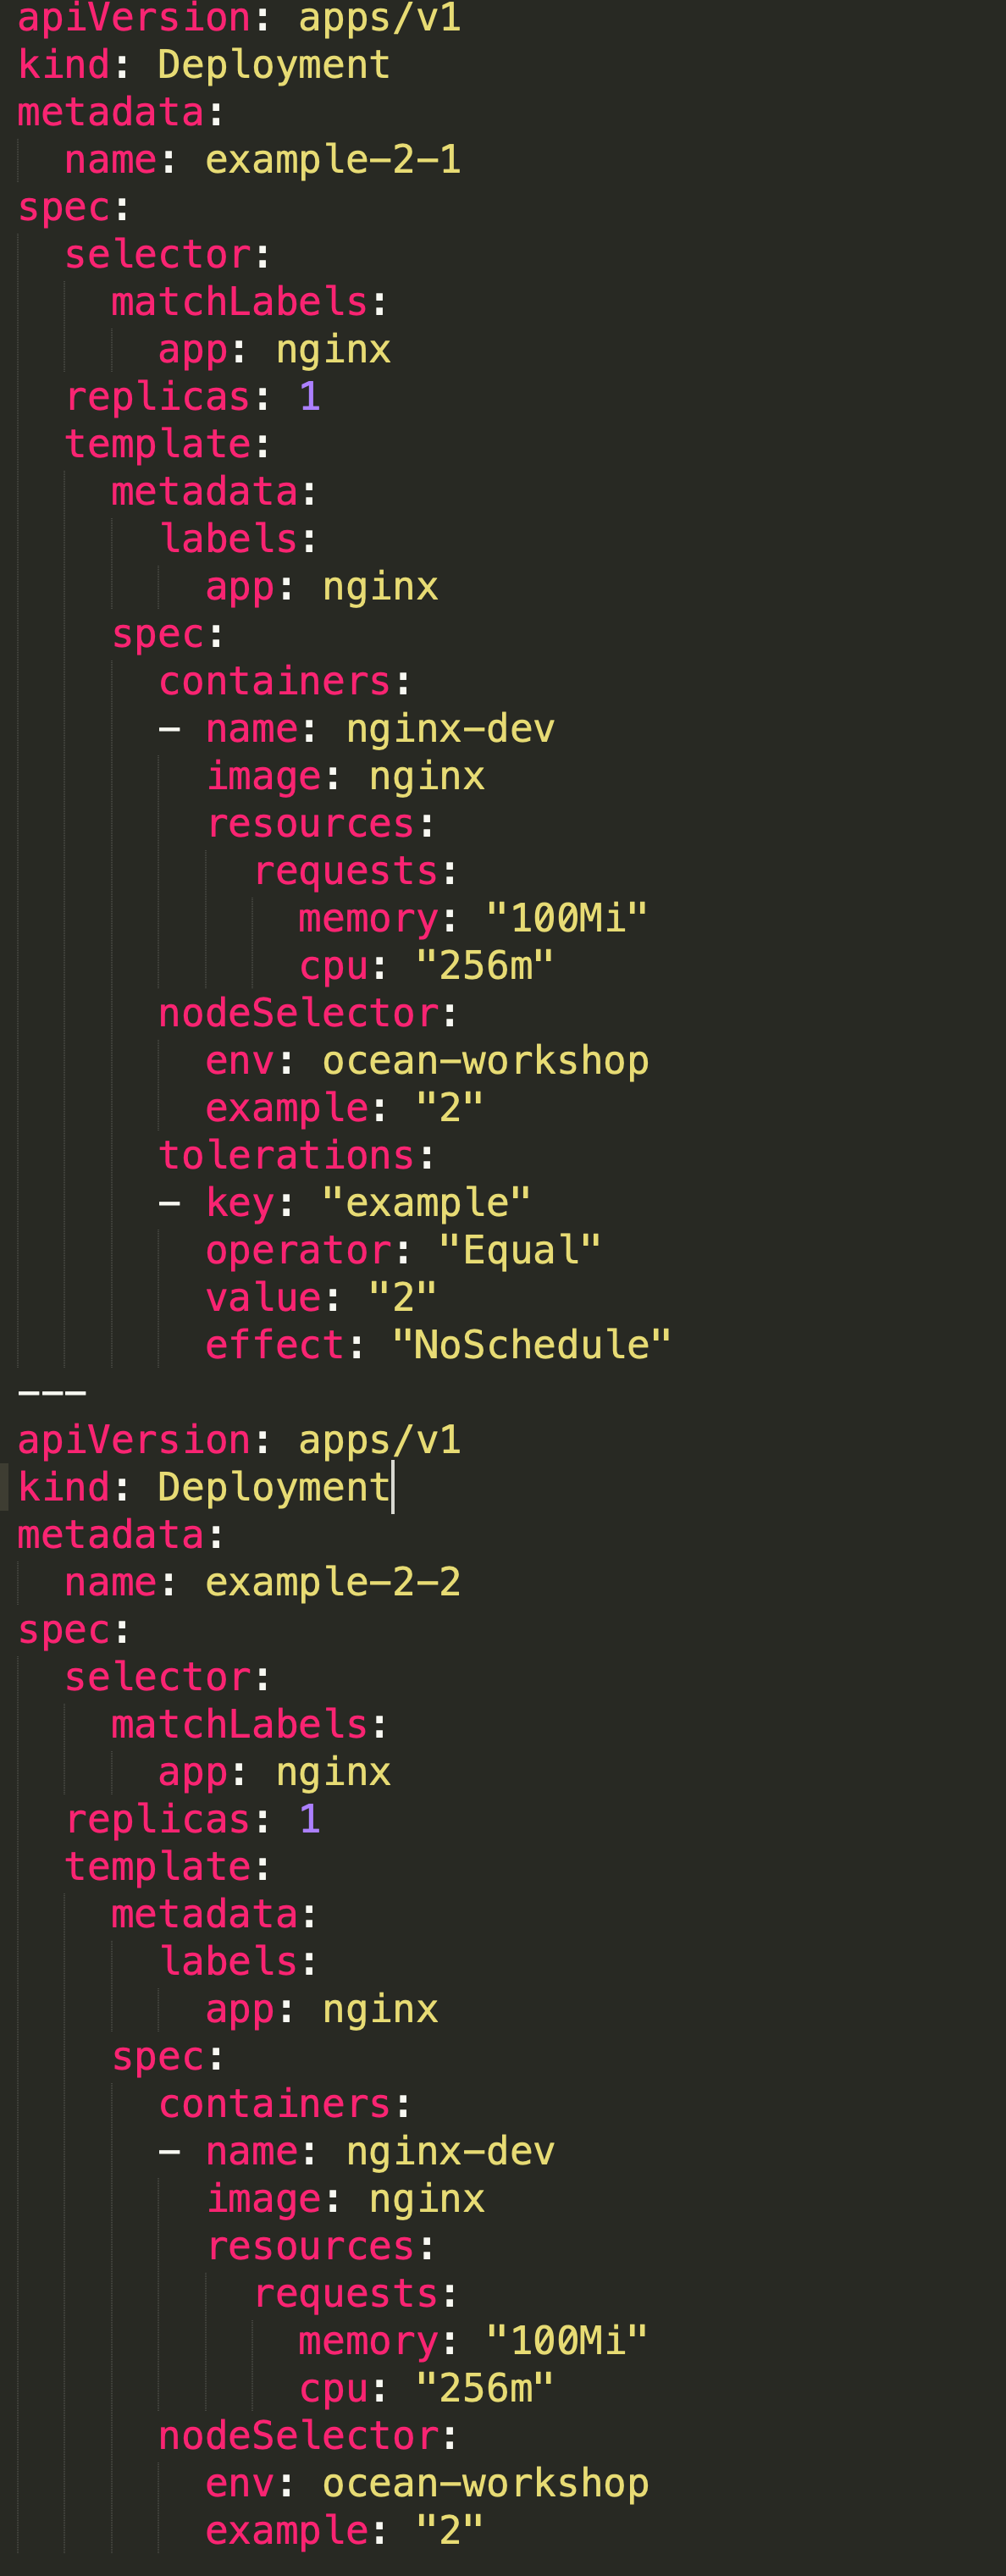 apiVersion: apps/v1
kind: Deployment
metadata:
  name: example-2-1
spec:
  selector:
    matchLabels:
      app: nginx
  replicas: 1
  template:
    metadata:
      labels:
        app: nginx
    spec:
      containers:
      - name: nginx-dev
        image: nginx
        resources:
          requests:
            memory: "100Mi"
            cpu: "256m"
      nodeSelector:
        env: ocean-workshop
        example: "2"
      tolerations:
      - key: "example"
        operator: "Equal"
        value: "2"
        effect: "NoSchedule"
---
apiVersion: apps/v1
kind: Deployment
metadata:
  name: example-2-2
spec:
  selector:
    matchLabels:
      app: nginx
  replicas: 1
  template:
    metadata:
      labels:
        app: nginx
    spec:
      containers:
      - name: nginx-dev
        image: nginx
        resources:
          requests:
            memory: "100Mi"
            cpu: "256m"
      nodeSelector:
        env: ocean-workshop
        example: "2"